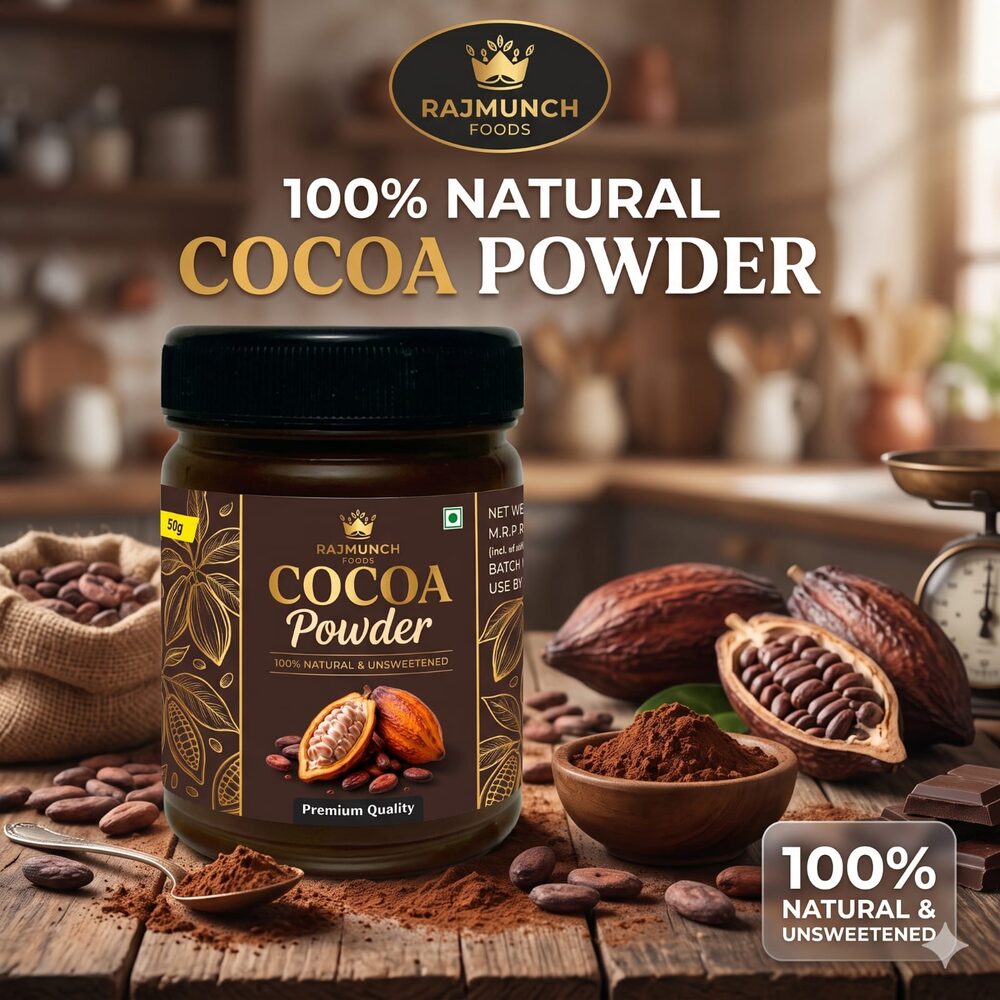 RAJMUNCH
FOODS
100% NATURAL
COCOA POWDER
50g
RAJMUNCH
FOODS
COCOA
Powder
100% NATURAL & UNSWEETENED
Premium Quality
NET WE
M.R.P R
(incl. of
BATCH
USE BY
100%
NATURAL &
UNSWEETENED